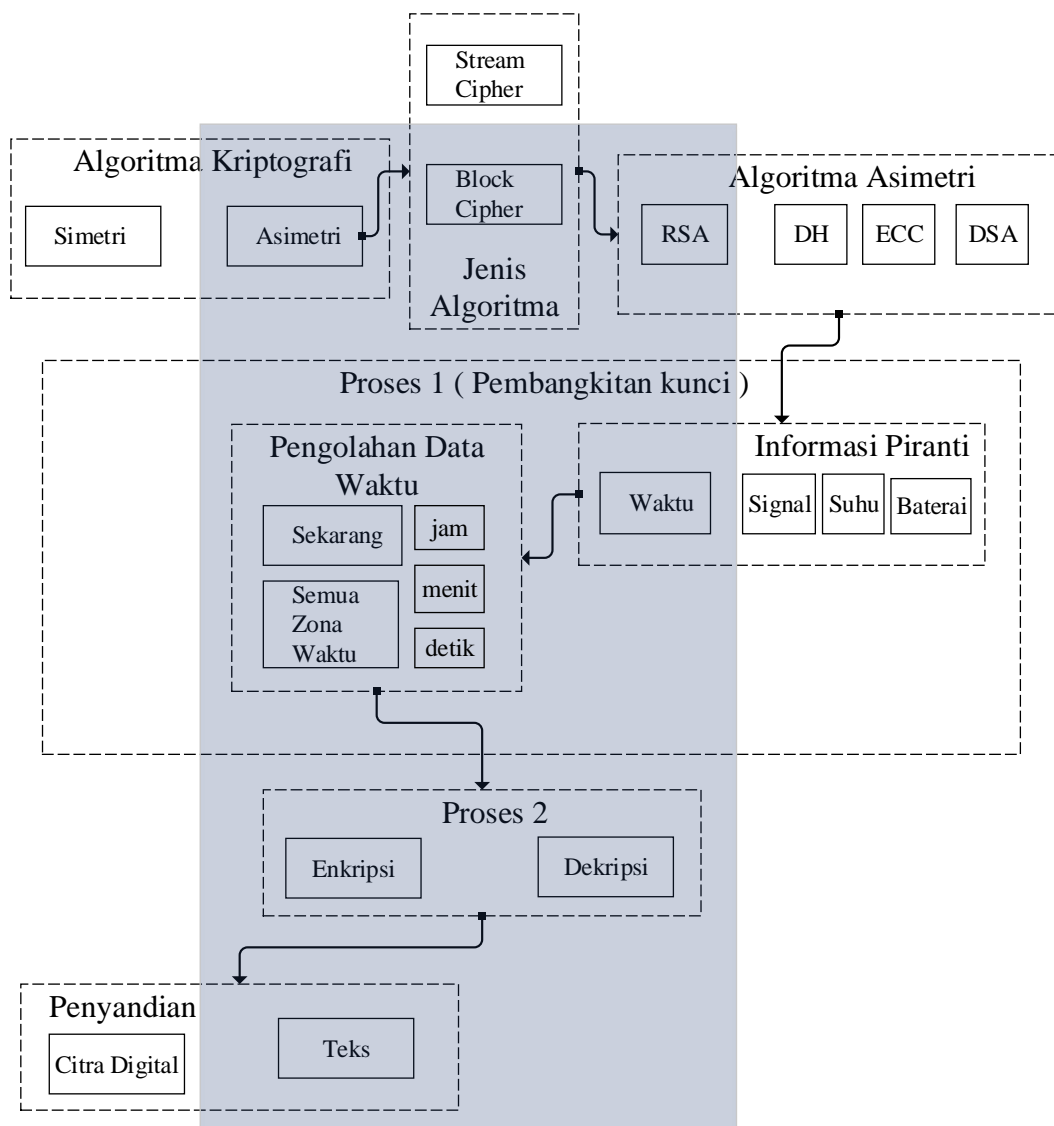 Stream
Cipher
Algoritma Kriptografi
Simetri
Asimetri
Block
Cipher
Jenis
Algoritma
Algoritma Asimetri
RSA
DH
ECC
DSA
Proses 1 ( Pembangkitan kunci )
Informasi Piranti
Waktu
Signal
Suhu
Baterai
Pengolahan Data
Waktu
Sekarang
jam
Semua
Zona
Waktu
menit
detik
Proses 2
Enkripsi
Dekripsi
Penyandian
Citra Digital
Teks